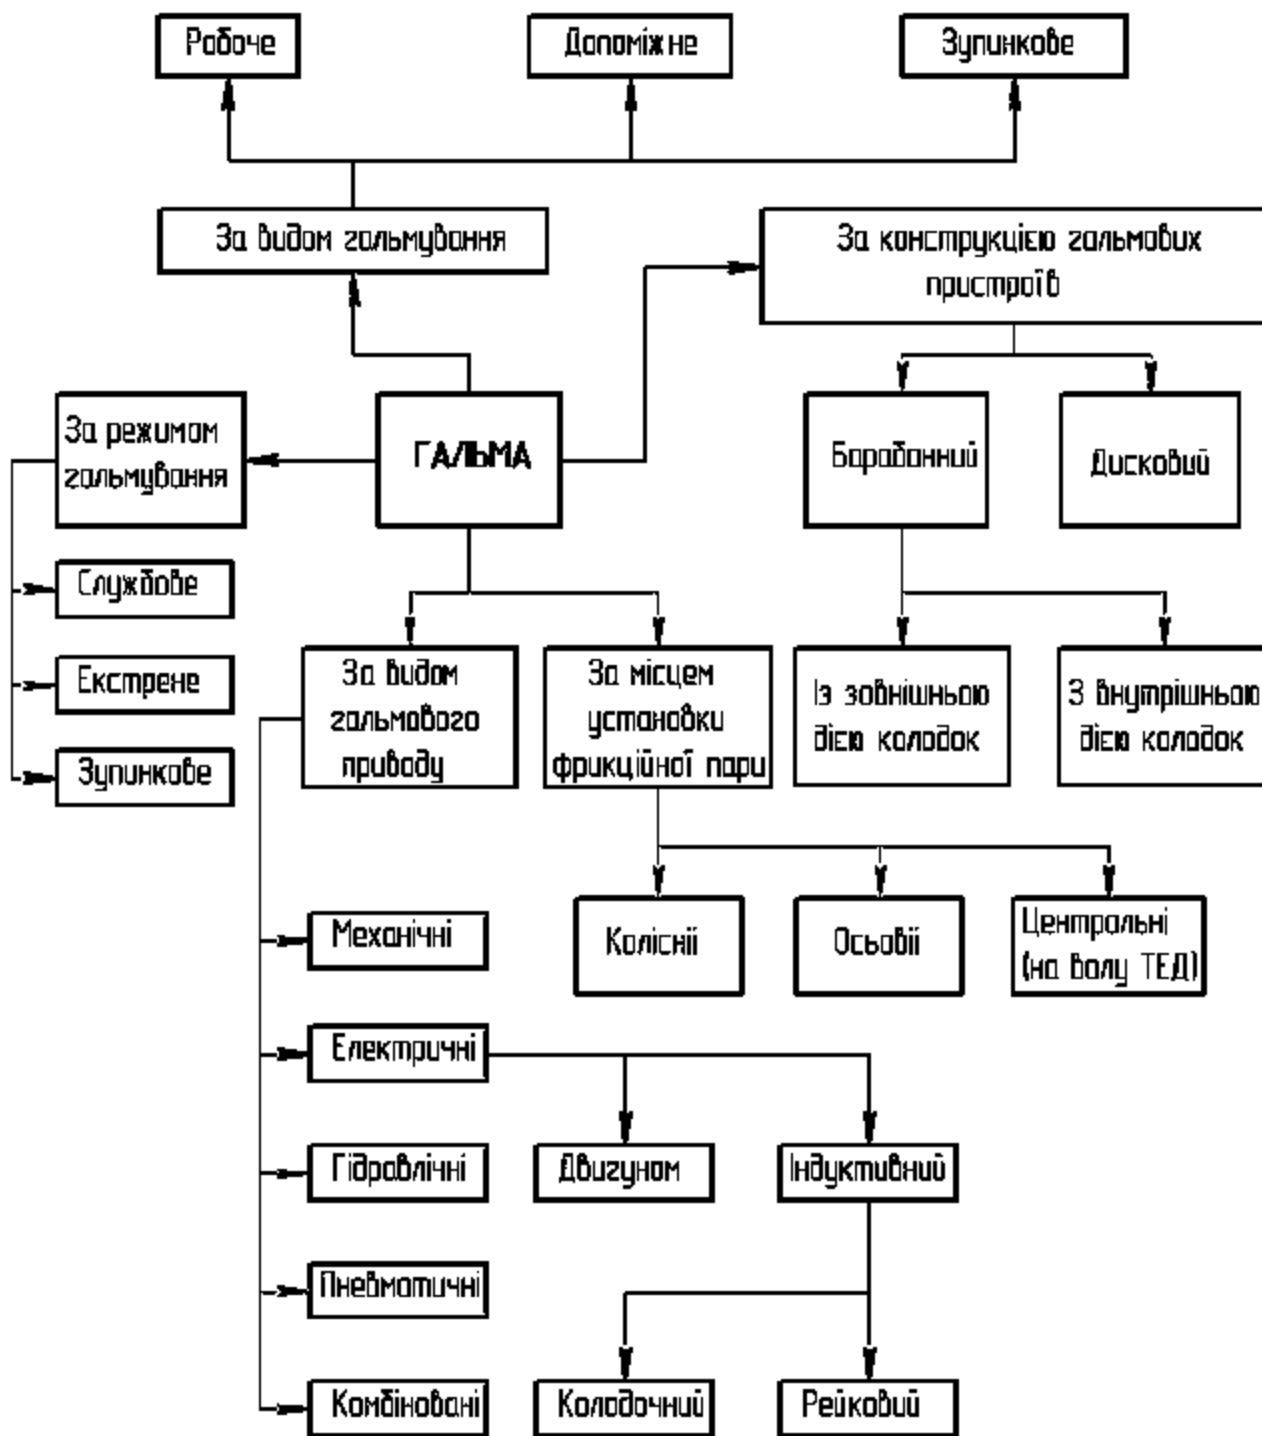 Робоче
Допоміжне
Зупинкове
За видом гальмування
За конструкцією гальмових
пристроїв
За режимом
гальмування
ГАЛЬМА
Барабанний
Дисковий
Службове
Екстрене
Зупинкове
За видом
гальмового
приводу
За місцем
установки
фрикційної пари
Із зовнішньою
дією колодок
З внутрішньою
дією колодок
Механічні
Коліснії
Осьовії
Центральні
(на валу ТЕД)
Електричні
Гідравлічні
Двигуном
Індуктивний
Пневматичні
Комбіновані
Колодочний
Рейковий